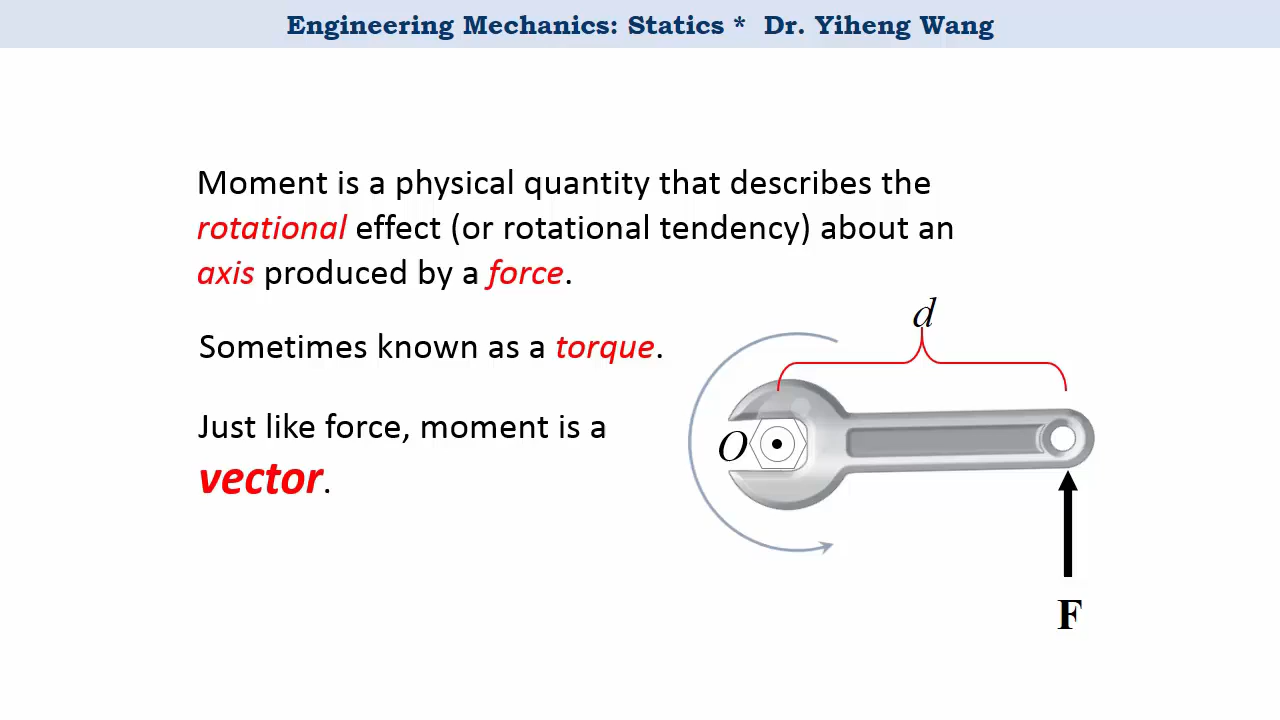 Engineering Mechanics: Statics * Dr. Yiheng Wang
Moment is a physical quantity that describes the
rotational effect (or rotational tendency) about an
axis produced by a force.
Sometimes known as a torque.
Just like force, moment is a
vector.
d
O
F